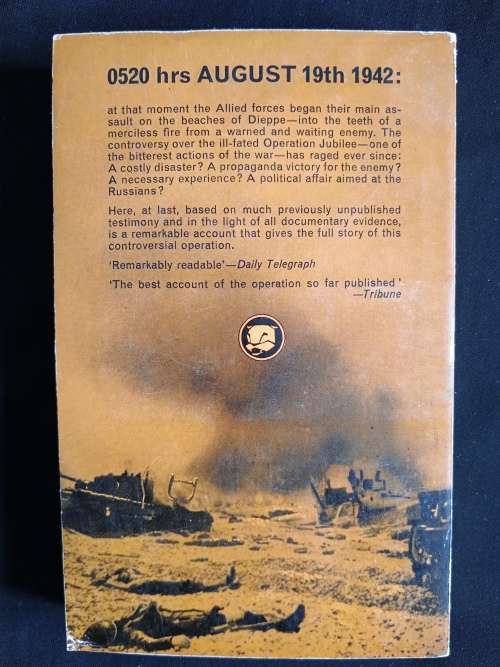 0520 hrs AUGUST 19th 1942:
at that moment the Allied forces began their main as-
sault on the beaches of Dieppe—into the teeth of a
merciless fire from a warned and waiting enemy. The
controversy over the ill-fated Operation Jubilee—one of
the bitterest actions of the war—has raged ever since:
A costly disaster? A propaganda victory for the enemy?
A necessary experience? A political affair aimed at the
Russians?
Here, at last, based on much previously unpublished
testimony and in the light of all documentary evidence,
is a remarkable account that gives the full story of this
controversial operation.
‘Remarkably readable’—Daily Telegraph
‘The best account of the operation so far published’
—Tribune